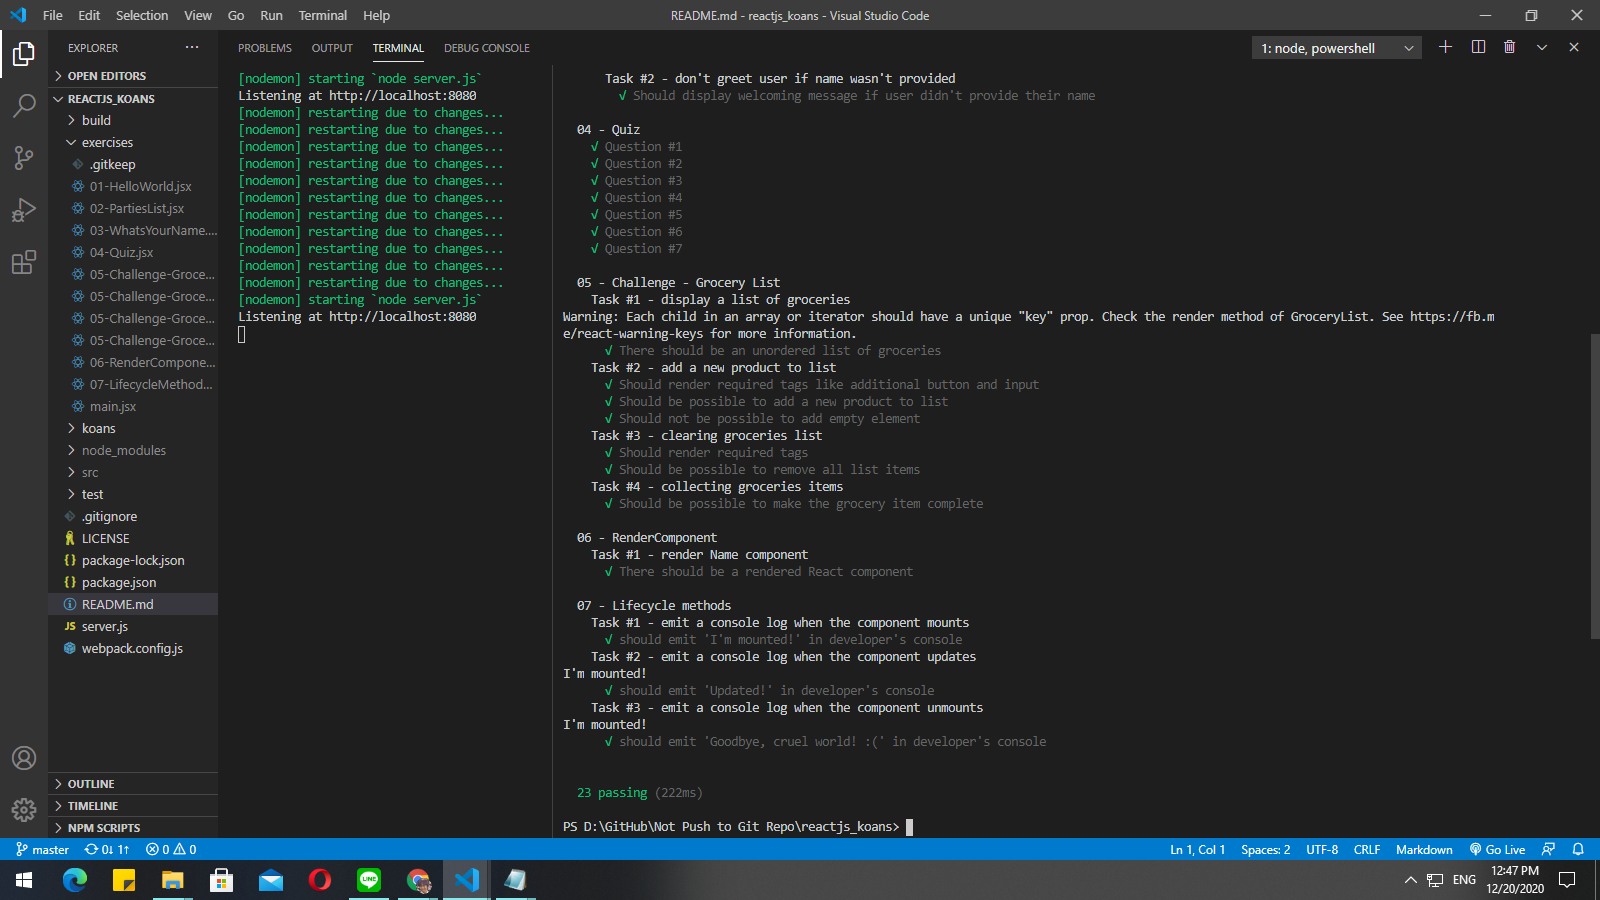 File Edit Selection View Go Run Terminal Help
README.md - reactjs_koans - Visual Studio Code
EXPLORER
OPEN EDITORS
REACTJS_KOANS
build
exercises
.gitkeep
01-HelloWorld.jsx
02-PartiesList.jsx
03-WhatsYourName....
04-Quiz.jsx
05-Challenge-Groce...
05-Challenge-Groce...
05-Challenge-Groce...
05-Challenge-Groce...
06-RenderCompone...
07-LifecycleMethod...
main.jsx
koans
node_modules
src
test
.gitignore
LICENSE
package-lock.json
package.json
README.md
JS server.js
webpack.config.js
OUTLINE
TIMELINE
NPM SCRIPTS
PROBLEMS OUTPUT TERMINAL DEBUG CONSOLE
1: node, powershell
[nodemon] starting `node server.js`
Listening at http://localhost:8080
[nodemon] restarting due to changes...
[nodemon] restarting due to changes...
[nodemon] restarting due to changes...
[nodemon] restarting due to changes...
[nodemon] restarting due to changes...
[nodemon] restarting due to changes...
[nodemon] restarting due to changes...
[nodemon] restarting due to changes...
[nodemon] restarting due to changes...
[nodemon] restarting due to changes...
[nodemon] restarting due to changes...
[nodemon] starting `node server.js`
Listening at http://localhost:8080
Task #2 - don't greet user if name wasn't provided
√ Should display welcoming message if user didn't provide their name
04 - Quiz
√ Question #1
√ Question #2
√ Question #3
√ Question #4
√ Question #5
√ Question #6
√ Question #7
05 - Challenge - Grocery List
Task #1 - display a list of groceries
Warning: Each child in an array or iterator should have a unique "key" prop. Check the render method of GroceryList. See https://fb.m
e/react-warning-keys for more information.
√ There should be an unordered list of groceries
Task #2 - add a new product to list
√ Should render required tags like additional button and input
√ Should be possible to add a new product to list
√ Should not be possible to add empty element
Task #3 - clearing groceries list
√ Should render required tags
√ Should be possible to remove all list items
Task #4 - collecting groceries items
√ Should be possible to make the grocery item complete
06 - RenderComponent
Task #1 - render Name component
√ There should be a rendered React component
07 - Lifecycle methods
Task #1 - emit a console log when the component mounts
√ should emit 'I'm mounted!' in developer's console
Task #2 - emit a console log when the component updates
I'm mounted!
√ should emit 'Updated!' in developer's console
Task #3 - emit a console log when the component unmounts
I'm mounted!
√ should emit 'Goodbye, cruel world! :(' in developer's console
23 passing (222ms)
PS D:\GitHub\Not Push to Git Repo\reactjs_koans>
master 0↓ 1↑ 0 0
Ln 1, Col 1 Spaces: 2 UTF-8 CRLF Markdown Go Live
LINE
ENG
12:47 PM
12/20/2020